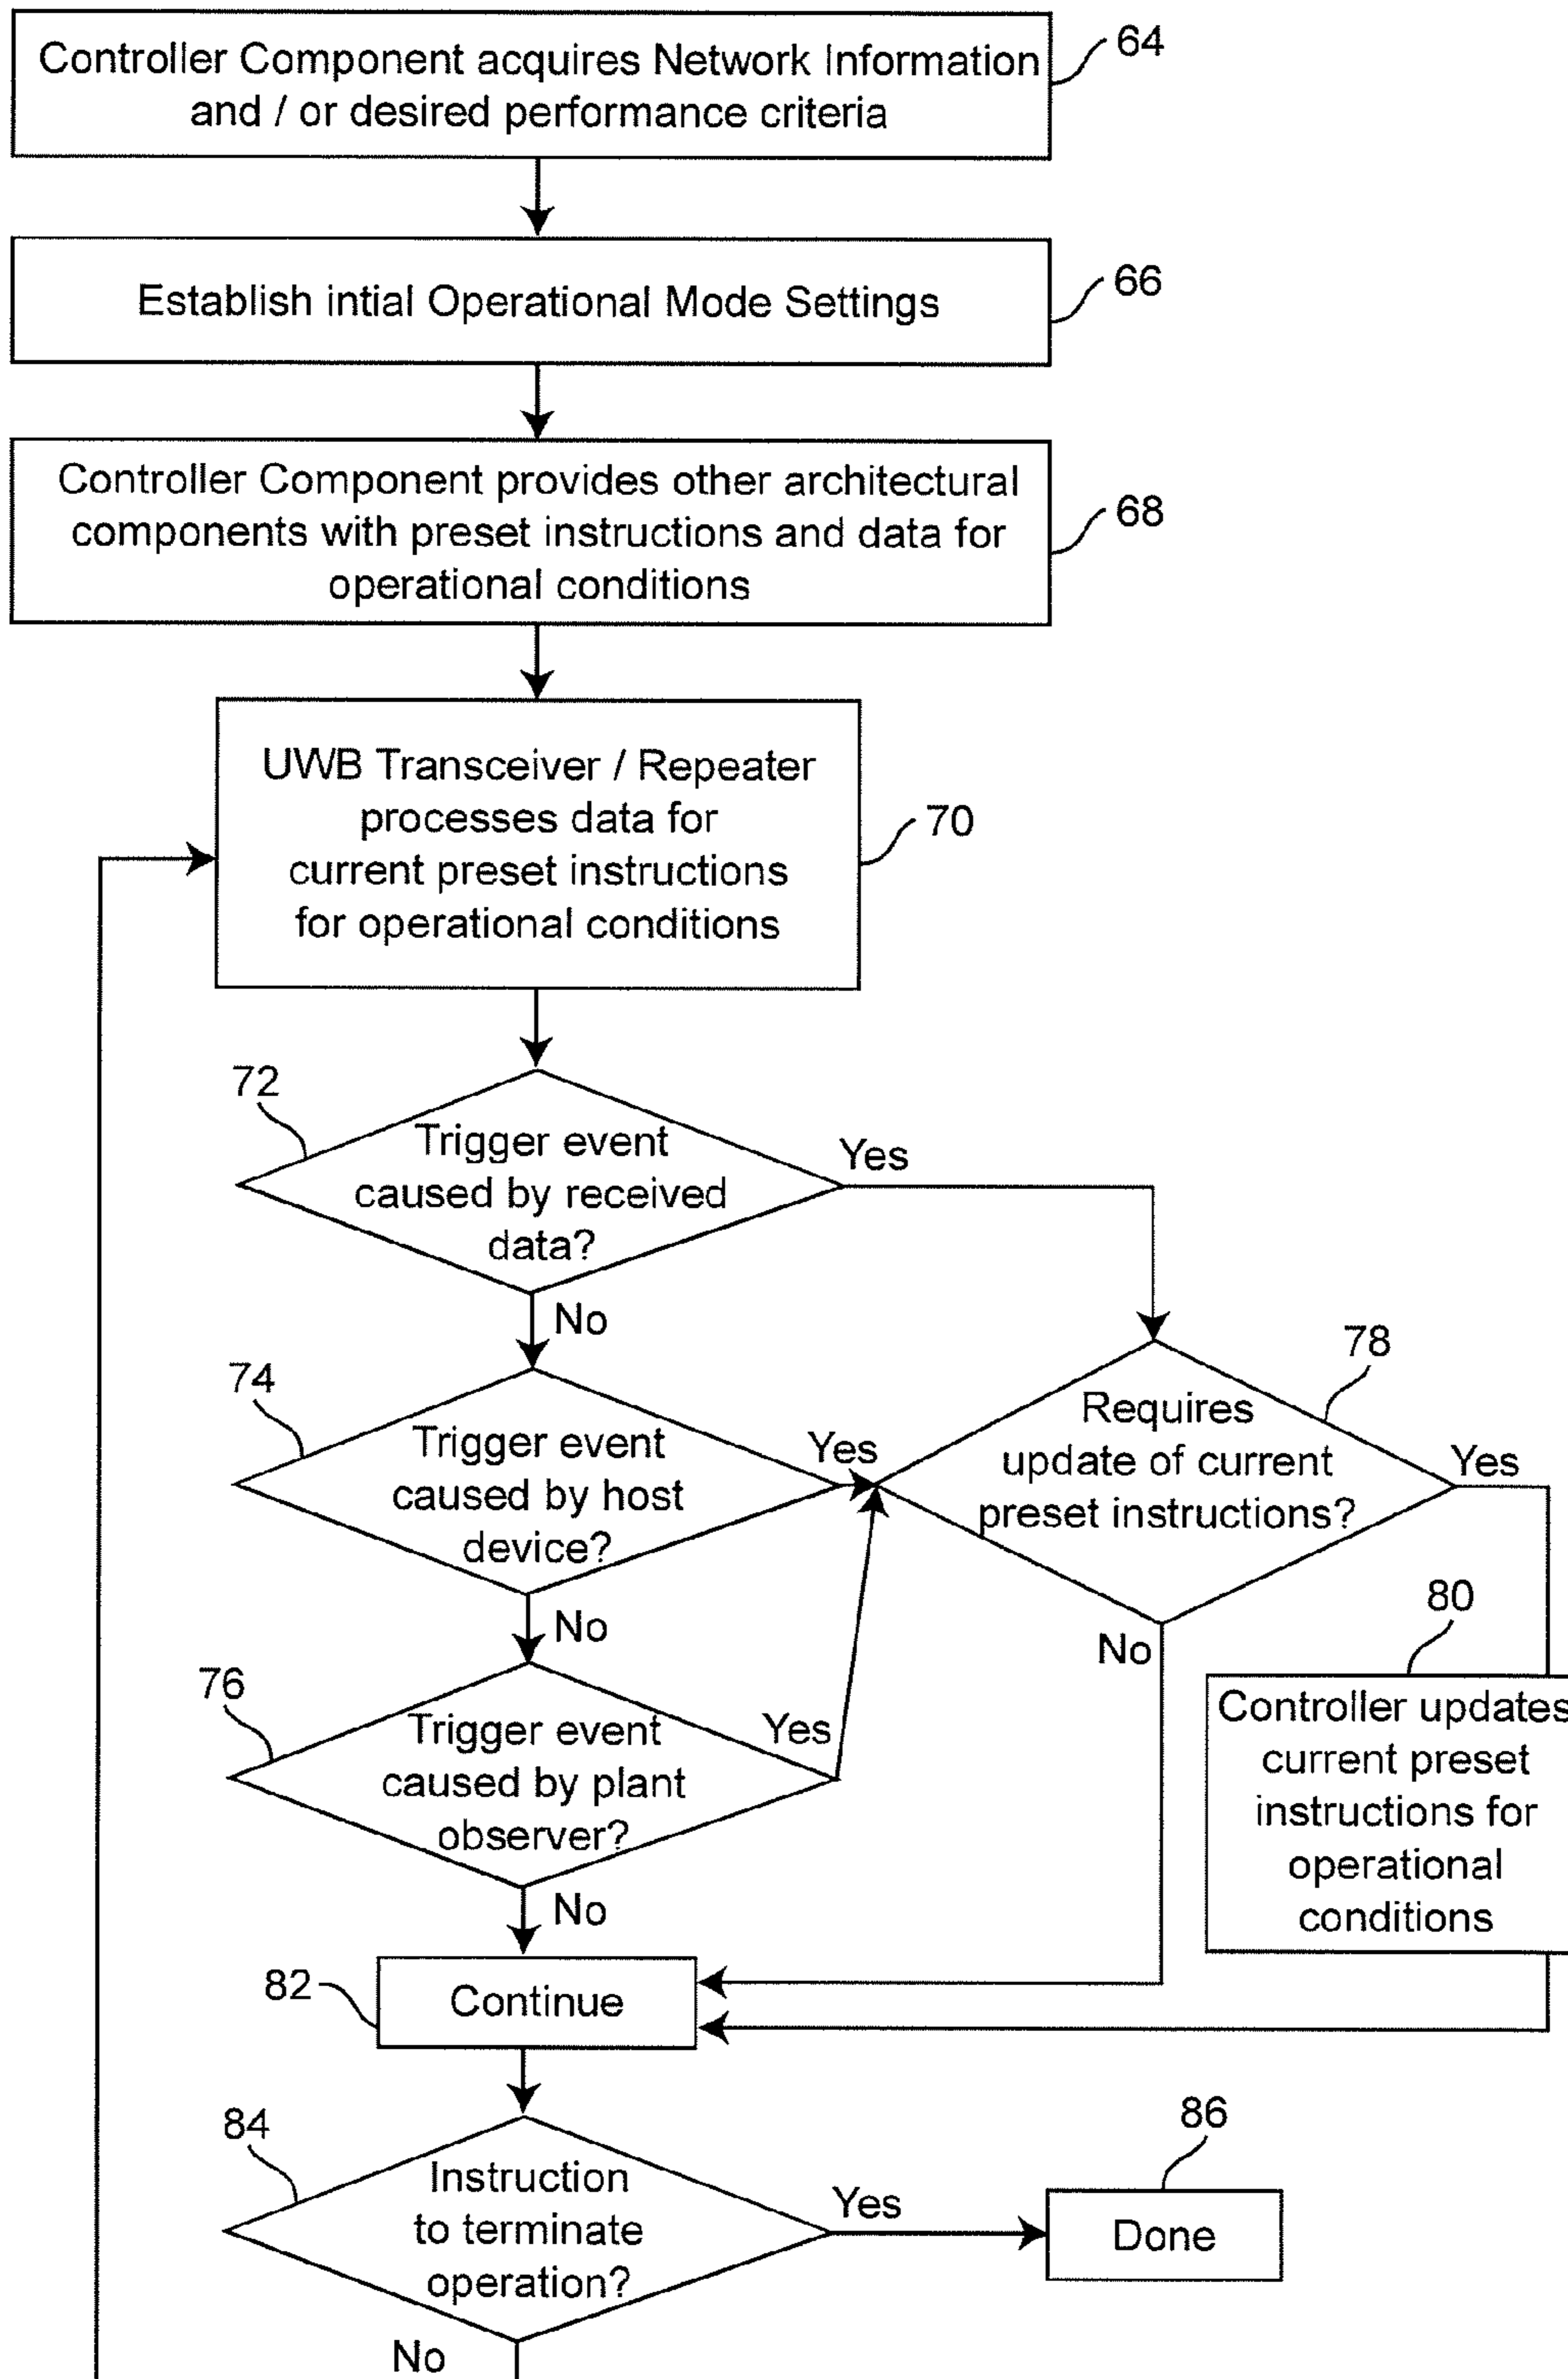 Controller Component acquires Network Information
and / or desired performance criteria
64
Establish intial Operational Mode Settings
66
Controller Component provides other architectural
components with preset instructions and data for
operational conditions
68
UWB Transceiver / Repeater
processes data for
current preset instructions
for operational conditions
70
72
Trigger event
caused by received
data?
Yes
No
74
Trigger event
caused by host
device?
Yes
No
78
Requires
update of current
preset instructions?
Yes
No
76
Trigger event
caused by plant
observer?
Yes
No
80
Controller updates
current preset
instructions for
operational
conditions
82
Continue
84
Instruction
to terminate
operation?
Yes
No
86
Done